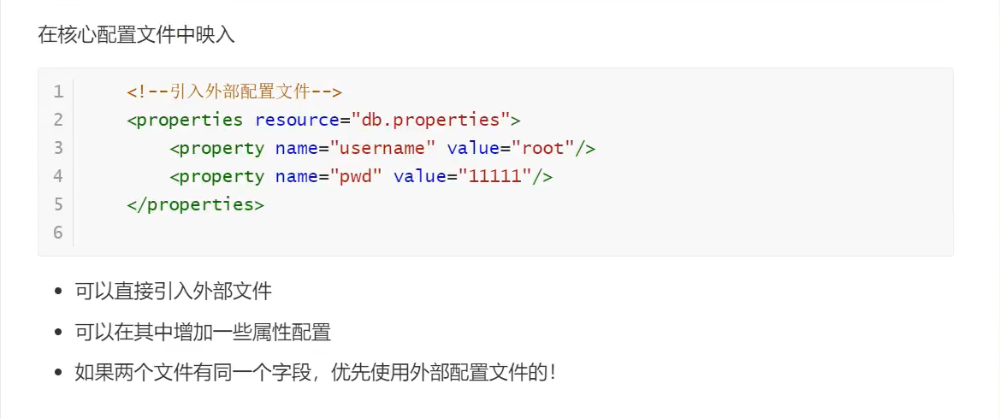 在核心配置文件中映入
1 <!--引入外部配置文件-->
2 <properties resource="db.properties">
3 <property name="username" value="root"/>
4 <property name="pwd" value="11111"/>
5 </properties>
6
可以直接引入外部文件
可以在其中增加一些属性配置
如果两个文件有同一个字段，优先使用外部配置文件的！